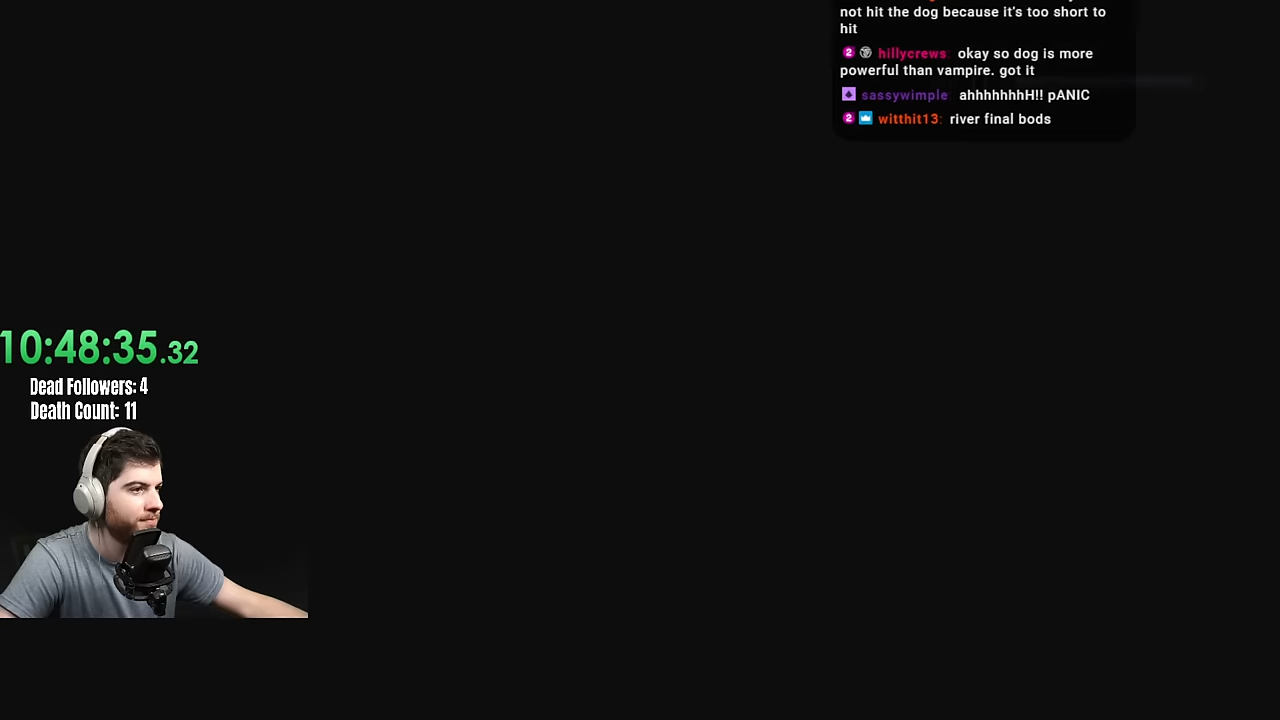 not hit the dog because it's too short to
hit
hillycrews: okay so dog is more
powerful than vampire. got it
sassywimple: ahhhhhhhH!! pANIC
witthit13: river final bods
10:48:35.32
Dead Followers: 4
Death Count: 11